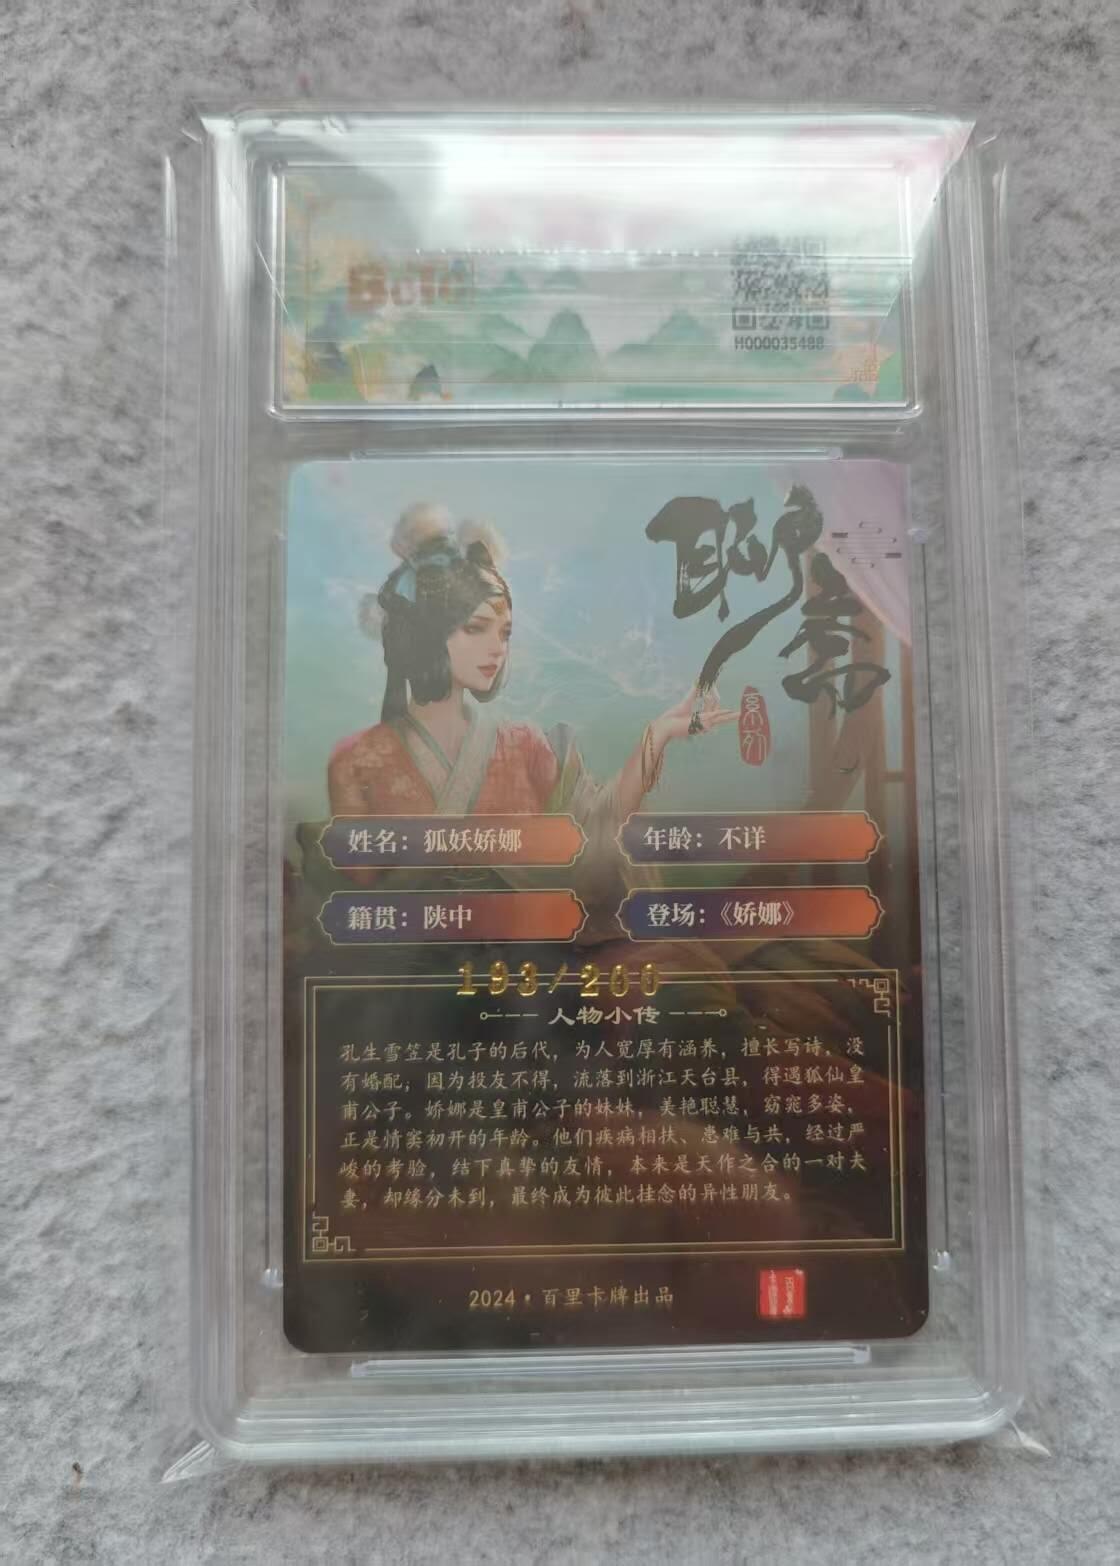 H000035488
聊斋
系列
姓名：狐妖娇娜
年龄：不详
籍贯：陕中
登场：《娇娜》
193/200
人物小传
孔生雪笠是孔子的后代，为人宽厚有涵养，擅长写诗，没
有婚配，因为投友不得，流落到浙江天台县，得遇狐仙皇
甫公子。娇娜是皇甫公子的妹妹，美艳聪慧，窈窕多姿，
正是情窦初开的年龄。他们疾病相扶、患难与共，经过严
峻的考验，结下真挚的友情，本来是天作之合的一对夫
妻，却缘分未到，最终成为彼此挂念的异性朋友。
2024·百里卡牌出品